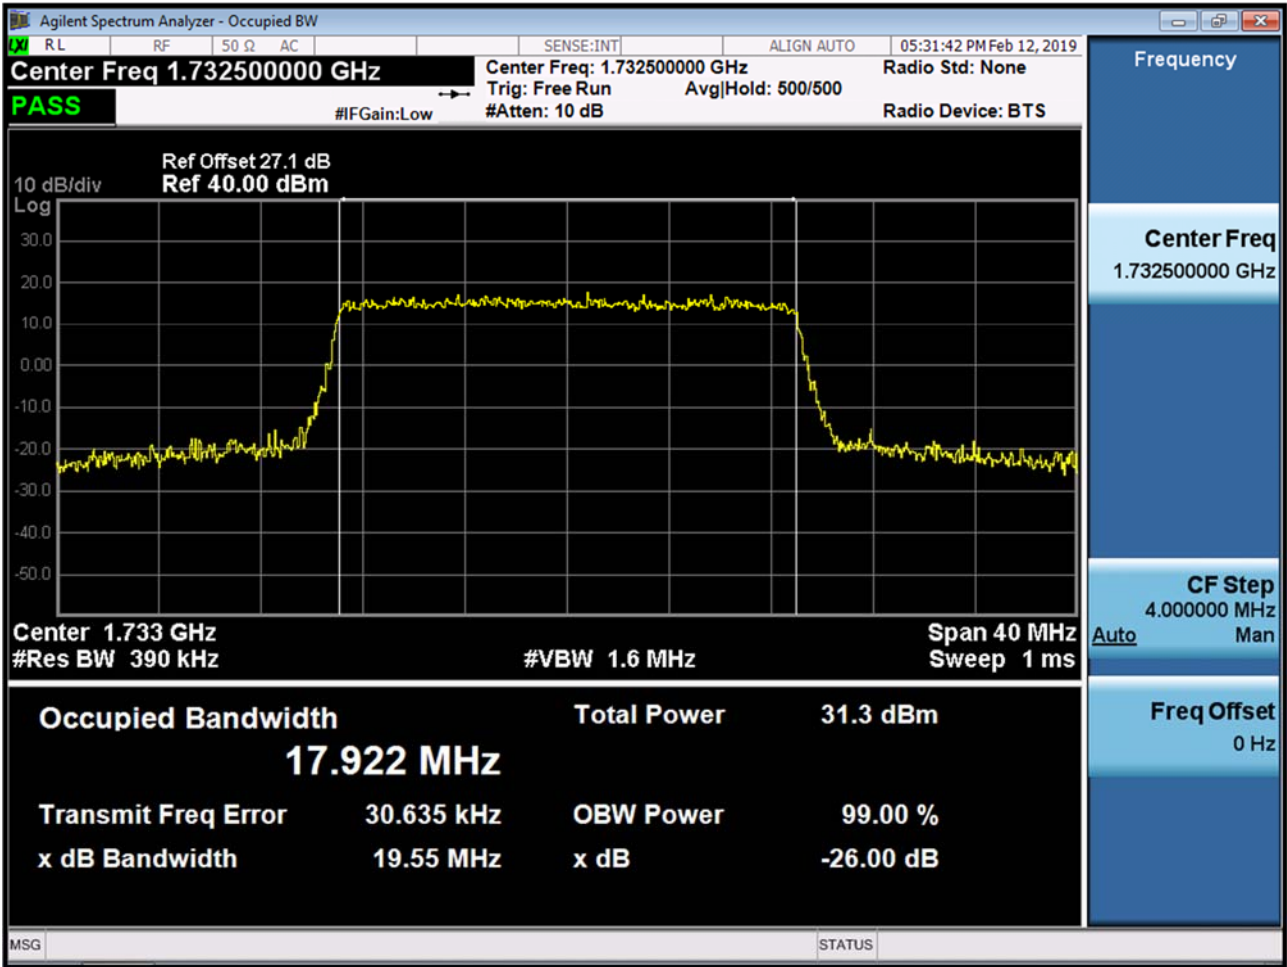 Agilent Spectrum Analyzer - Occupied BW
LXI RL RF 50 Ω AC SENSE:INT ALIGN AUTO 05:31:42 PM Feb 12, 2019
Center Freq 1.732500000 GHz
Center Freq: 1.732500000 GHz
Radio Std: None
Trig: Free Run Avg|Hold: 500/500
PASS
#IFGain:Low
#Atten: 10 dB
Radio Device: BTS
Ref Offset 27.1 dB
10 dB/div Ref 40.00 dBm
Log
30.0
20.0
10.0
0.00
-10.0
-20.0
-30.0
-40.0
-50.0
Center 1.733 GHz Span 40 MHz
#Res BW 390 kHz #VBW 1.6 MHz Sweep 1 ms
Occupied Bandwidth Total Power 31.3 dBm
17.922 MHz
Transmit Freq Error 30.635 kHz OBW Power 99.00 %
x dB Bandwidth 19.55 MHz x dB -26.00 dB
MSG STATUS
Frequency
Center Freq
1.732500000 GHz
CF Step
4.000000 MHz
Auto Man
Freq Offset
0 Hz